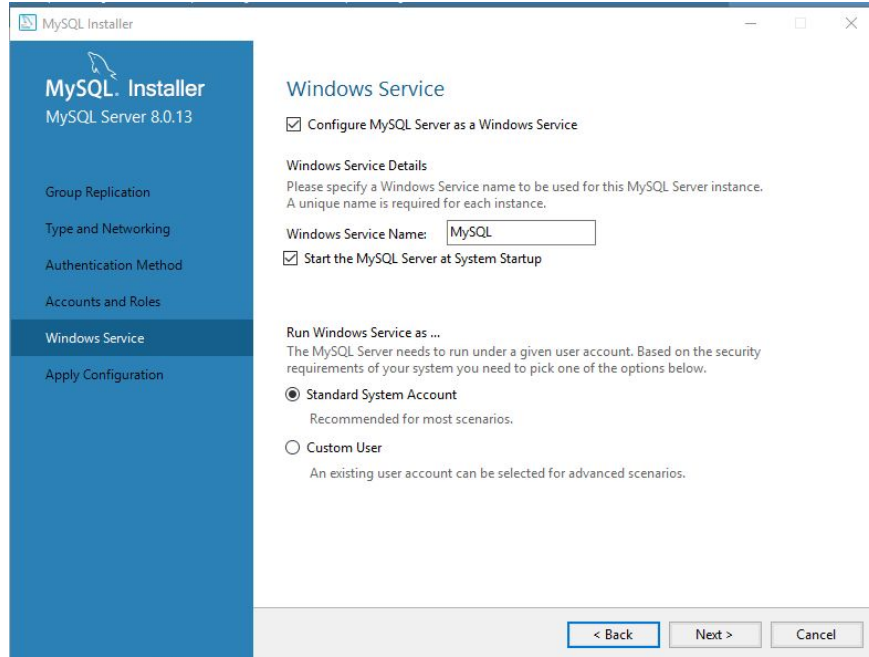 MySQL Installer
MySQL. Installer
MySQL Server 8.0.13
Group Replication
Type and Networking
Authentication Method
Accounts and Roles
Windows Service
Apply Configuration
Windows Service
Configure MySQL Server as a Windows Service
Windows Service Details
Please specify a Windows Service name to be used for this MySQL Server instance.
A unique name is required for each instance.
Windows Service Name: MySQL
Start the MySQL Server at System Startup
Run Windows Service as ...
The MySQL Server needs to run under a given user account. Based on the security
requirements of your system you need to pick one of the options below.
Standard System Account
Recommended for most scenarios.
Custom User
An existing user account can be selected for advanced scenarios.
< Back Next > Cancel